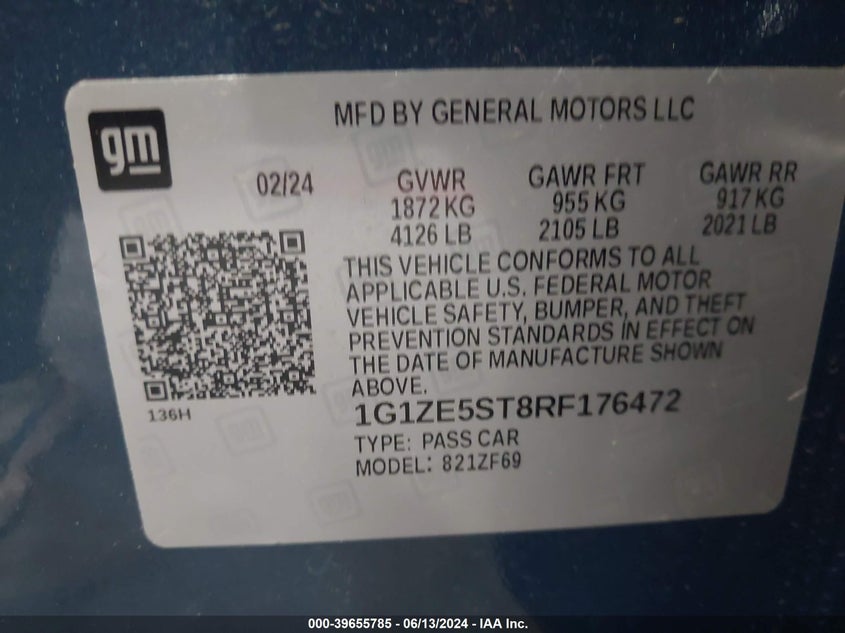 gm
MFD BY GENERAL MOTORS LLC
02/24
GVWR
1872 KG
4126 LB
GAWR FRT
955 KG
2105 LB
GAWR RR
917 KG
2021 LB
THIS VEHICLE CONFORMS TO ALL
APPLICABLE U.S. FEDERAL MOTOR
VEHICLE SAFETY, BUMPER, AND THEFT
PREVENTION STANDARDS IN EFFECT ON
THE DATE OF MANUFACTURE SHOWN
ABOVE.
136H
1G1ZE5ST8RF176472
TYPE: PASS CAR
MODEL: 821ZF69
000-39655785 - 06/13/2024 - IAA Inc.